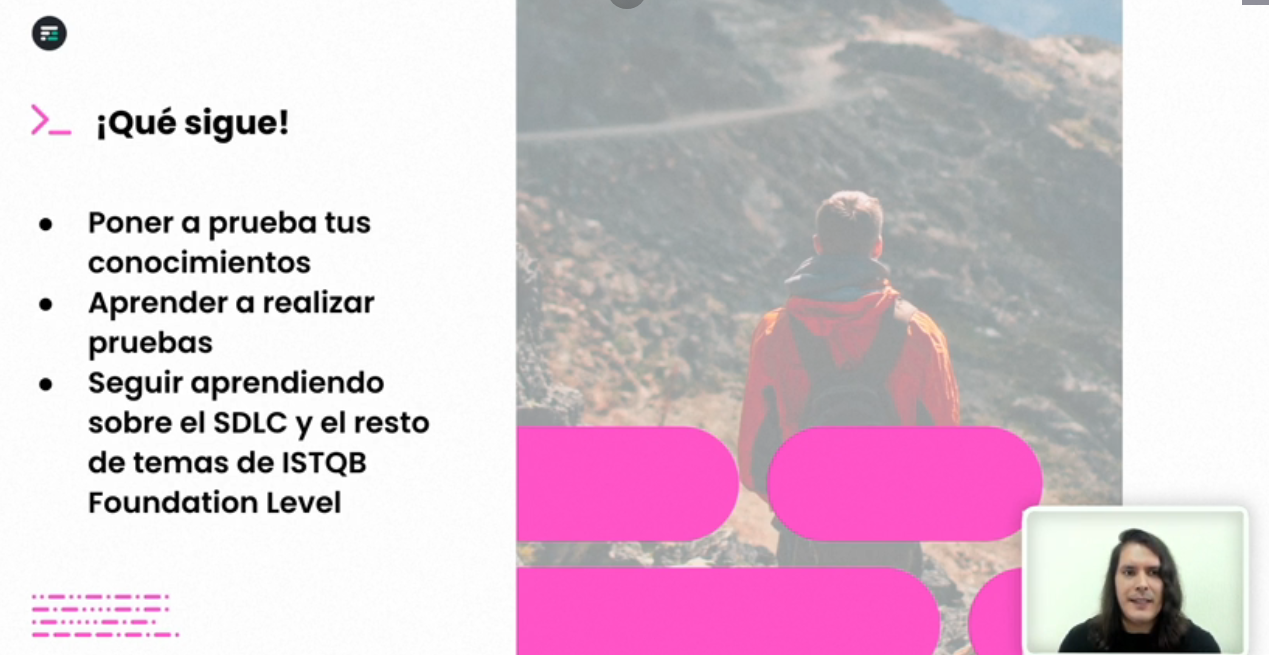 ¡Qué sigue!
● Poner a prueba tus
conocimientos
● Aprender a realizar
pruebas
● Seguir aprendiendo
sobre el SDLC y el resto
de temas de ISTQB
Foundation Level